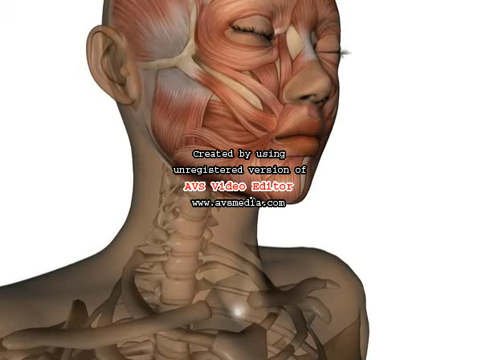 Created by using
unregistered version of
AVS Video Editor
www.avsmedia.com